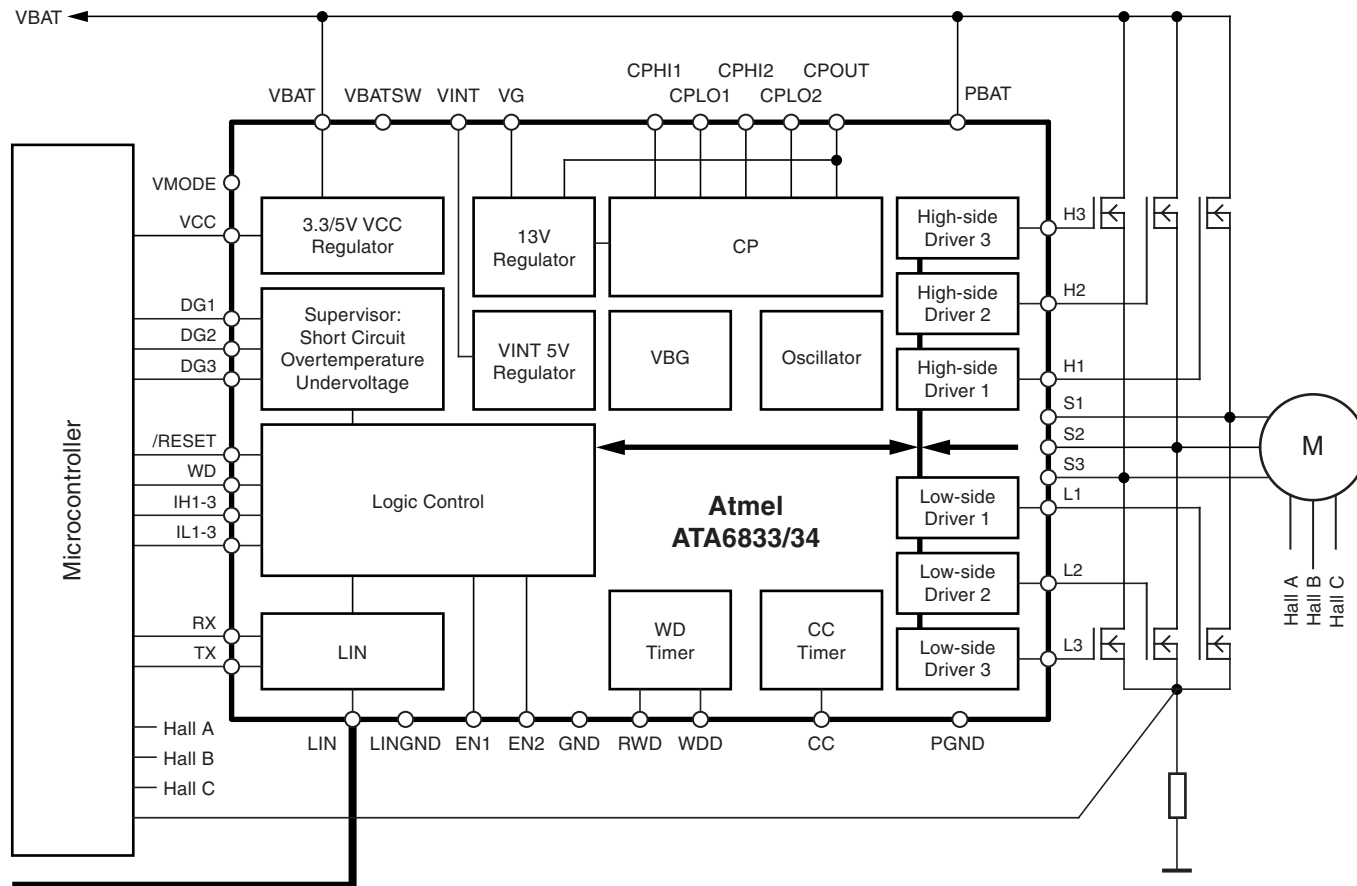 VBAT
CPHI1 CPHI2 CPOUT
VBAT VBATSW VINT VG CPLO1 CPLO2 PBAT
VMODE
VCC
DG1
DG2
DG3
/RESET
WD
IH1-3
IL1-3
RX
TX
Hall A
Hall B
Hall C
Microcontroller
3.3/5V VCC
Regulator
13V
Regulator
CP
Supervisor:
Short Circuit
Overtemperature
Undervoltage
VINT 5V
Regulator
VBG
Oscillator
High-side
Driver 3
High-side
Driver 2
High-side
Driver 1
Logic Control
Atmel
ATA6833/34
Low-side
Driver 1
Low-side
Driver 2
Low-side
Driver 3
LIN
WD
Timer
CC
Timer
H3
H2
H1
S1
S2
S3
L1
L2
L3
M
Hall A
Hall B
Hall C
LIN LINGND EN1 EN2 GND RWD WDD CC PGND